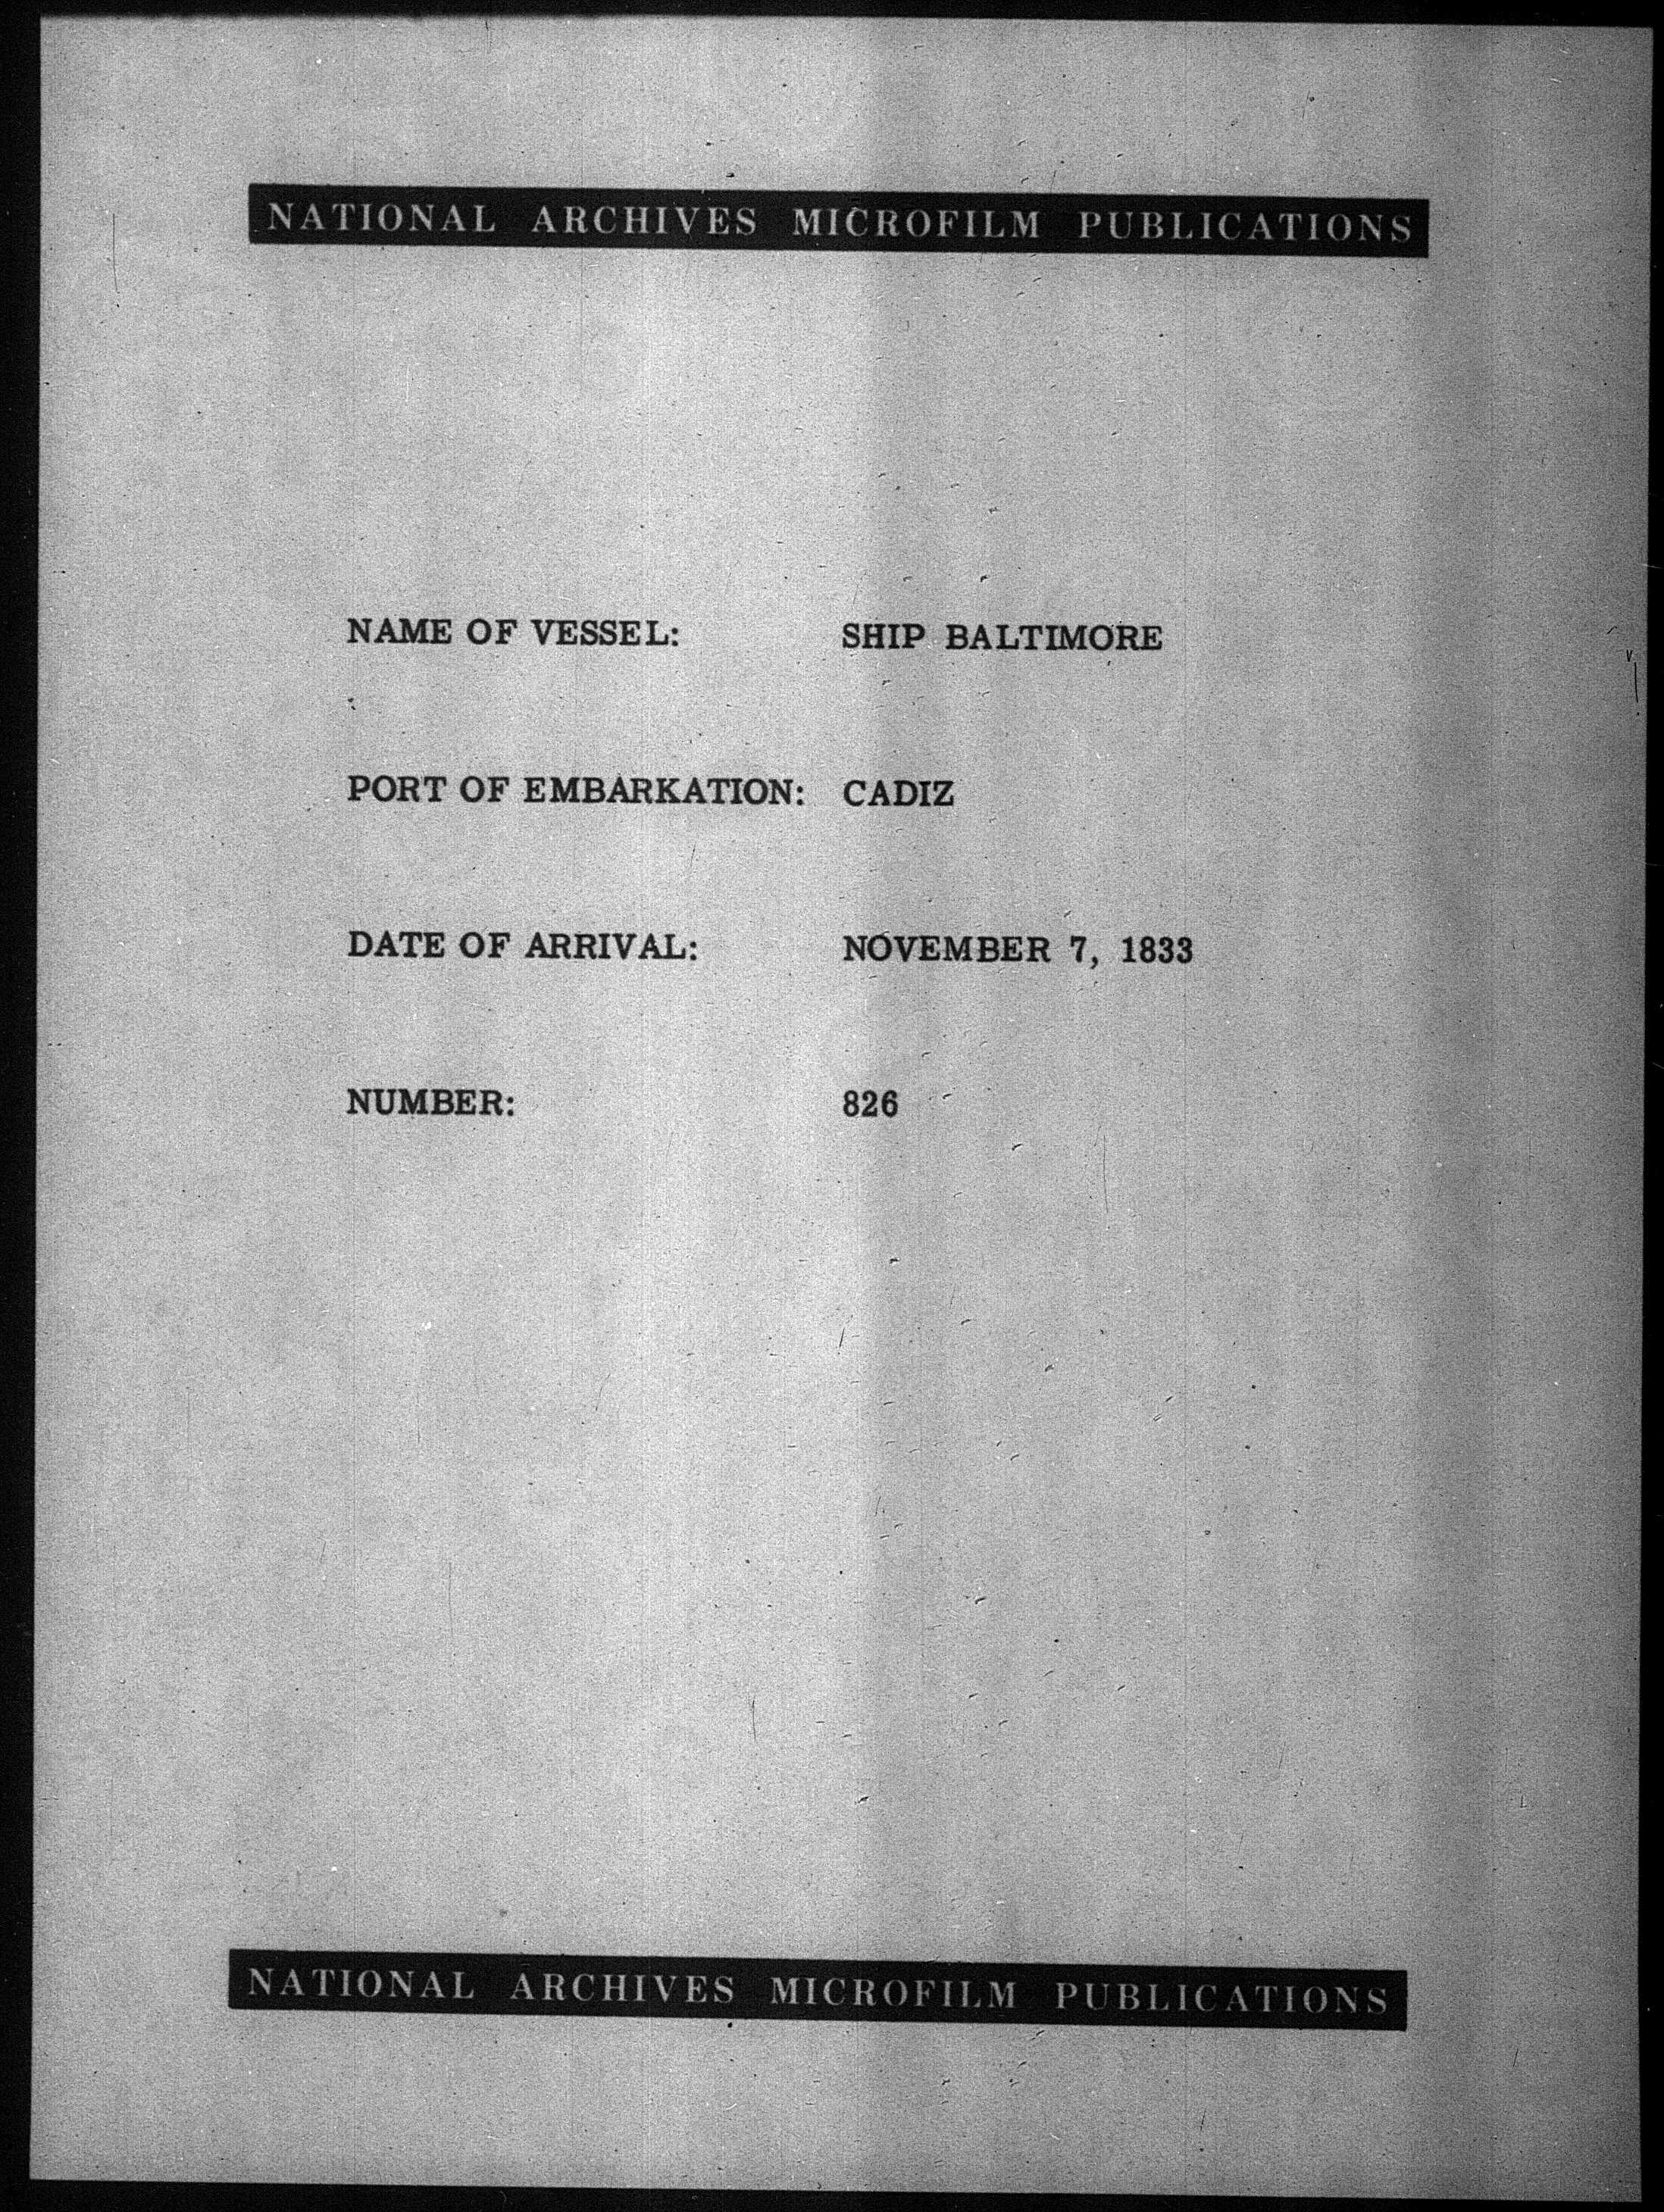 NATIONAL ARCHIVES MICROFILM PUBLICATIONS
NAME OF VESSEL: SHIP BALTIMORE
PORT OF EMBARKATION: CADIZ
DATE OF ARRIVAL: NOVEMBER 7, 1833
NUMBER: 826
NATIONAL ARCHIVES MICROFILM PUBLICATIONS